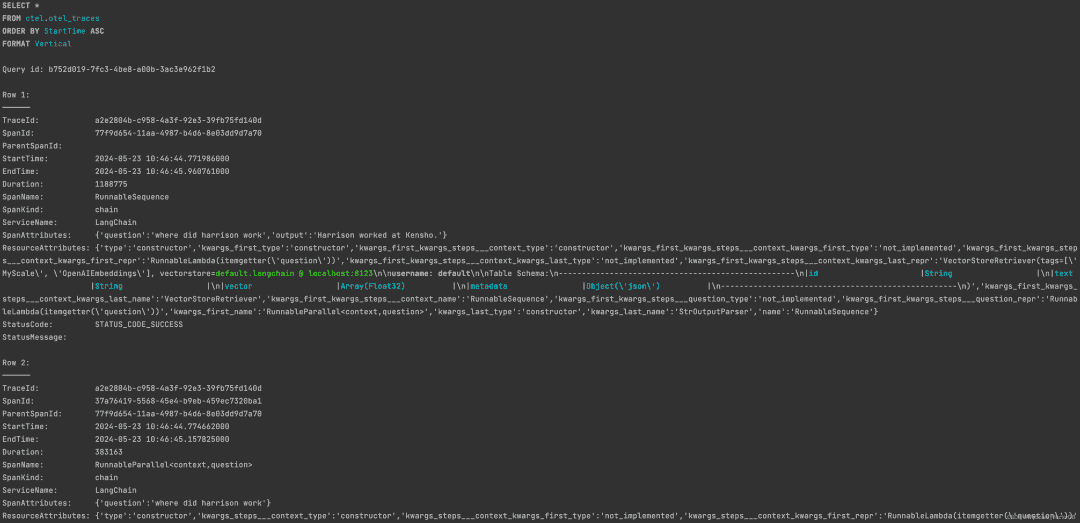 SELECT *
FROM otel.otel_traces
ORDER BY StartTime ASC
FORMAT Vertical
Query id: b752d019-7fc3-4be8-a00b-3ac3e962f1b2
Row 1:
TraceId: a2e2804b-c958-4a3f-92e3-39fb75fd140d
SpanId: 77f9d654-11aa-4987-b4d6-8e03dd9d7a70
ParentSpanId:
StartTime: 2024-05-23 10:46:44.771986000
EndTime: 2024-05-23 10:46:45.960761000
Duration: 1188775
SpanName: RunnableSequence
SpanKind: chain
ServiceName: LangChain
SpanAttributes: {'question':'where did harrison work','output':'Harrison worked at Kensho.'}
ResourceAttributes: {'type':'constructor','kwargs_first_type':'constructor','kwargs_first_kwargs_steps___context_type':'constructor','kwargs_first_kwargs_steps___context_kwargs_first_type':'not_implemented','kwargs_first_kwargs_step
s___context_kwargs_first_repr':'RunnableLambda(itemgetter(\'question\'))','kwargs_first_kwargs_steps___context_kwargs_last_type':'not_implemented','kwargs_first_kwargs_steps___context_kwargs_last_repr':'VectorStoreRetriever(tags=[\'
MyScale\', \'OpenAIEmbeddings\'], vectorstore=default.langchain @ localhost:8123\n\nusername: default\n\nTable Schema:\n---------------------------------------------------\n|id |String |\n|text
|String |\n|vector |Array(Float32) |\n|metadata |Object(\'json\') |\n---------------------------------------------------\n)','kwargs_first_kwargs_
steps___context_kwargs_last_name':'VectorStoreRetriever','kwargs_first_kwargs_steps___context_name':'RunnableSequence','kwargs_first_kwargs_steps___question_type':'not_implemented','kwargs_first_kwargs_steps___question_repr':'Runnab
leLambda(itemgetter(\'question\'))','kwargs_first_name':'RunnableParallel<context,question>','kwargs_last_type':'constructor','kwargs_last_name':'StrOutputParser','name':'RunnableSequence'}
StatusCode: STATUS_CODE_SUCCESS
StatusMessage:
Row 2:
TraceId: a2e2804b-c958-4a3f-92e3-39fb75fd140d
SpanId: 37a76419-5568-45e4-b9eb-459ec7320ba1
ParentSpanId: 77f9d654-11aa-4987-b4d6-8e03dd9d7a70
StartTime: 2024-05-23 10:46:44.774662000
EndTime: 2024-05-23 10:46:45.157825000
Duration: 383163
SpanName: RunnableParallel<context,question>
SpanKind: chain
ServiceName: LangChain
SpanAttributes: {'question':'where did harrison work'}
ResourceAttributes: {'type':'constructor','kwargs_steps___context_type':'constructor','kwargs_steps___context_kwargs_first_type':'not_implemented','kwargs_steps___context_kwargs_first_repr':'RunnableLambda(itemgetter(\'question\'))'